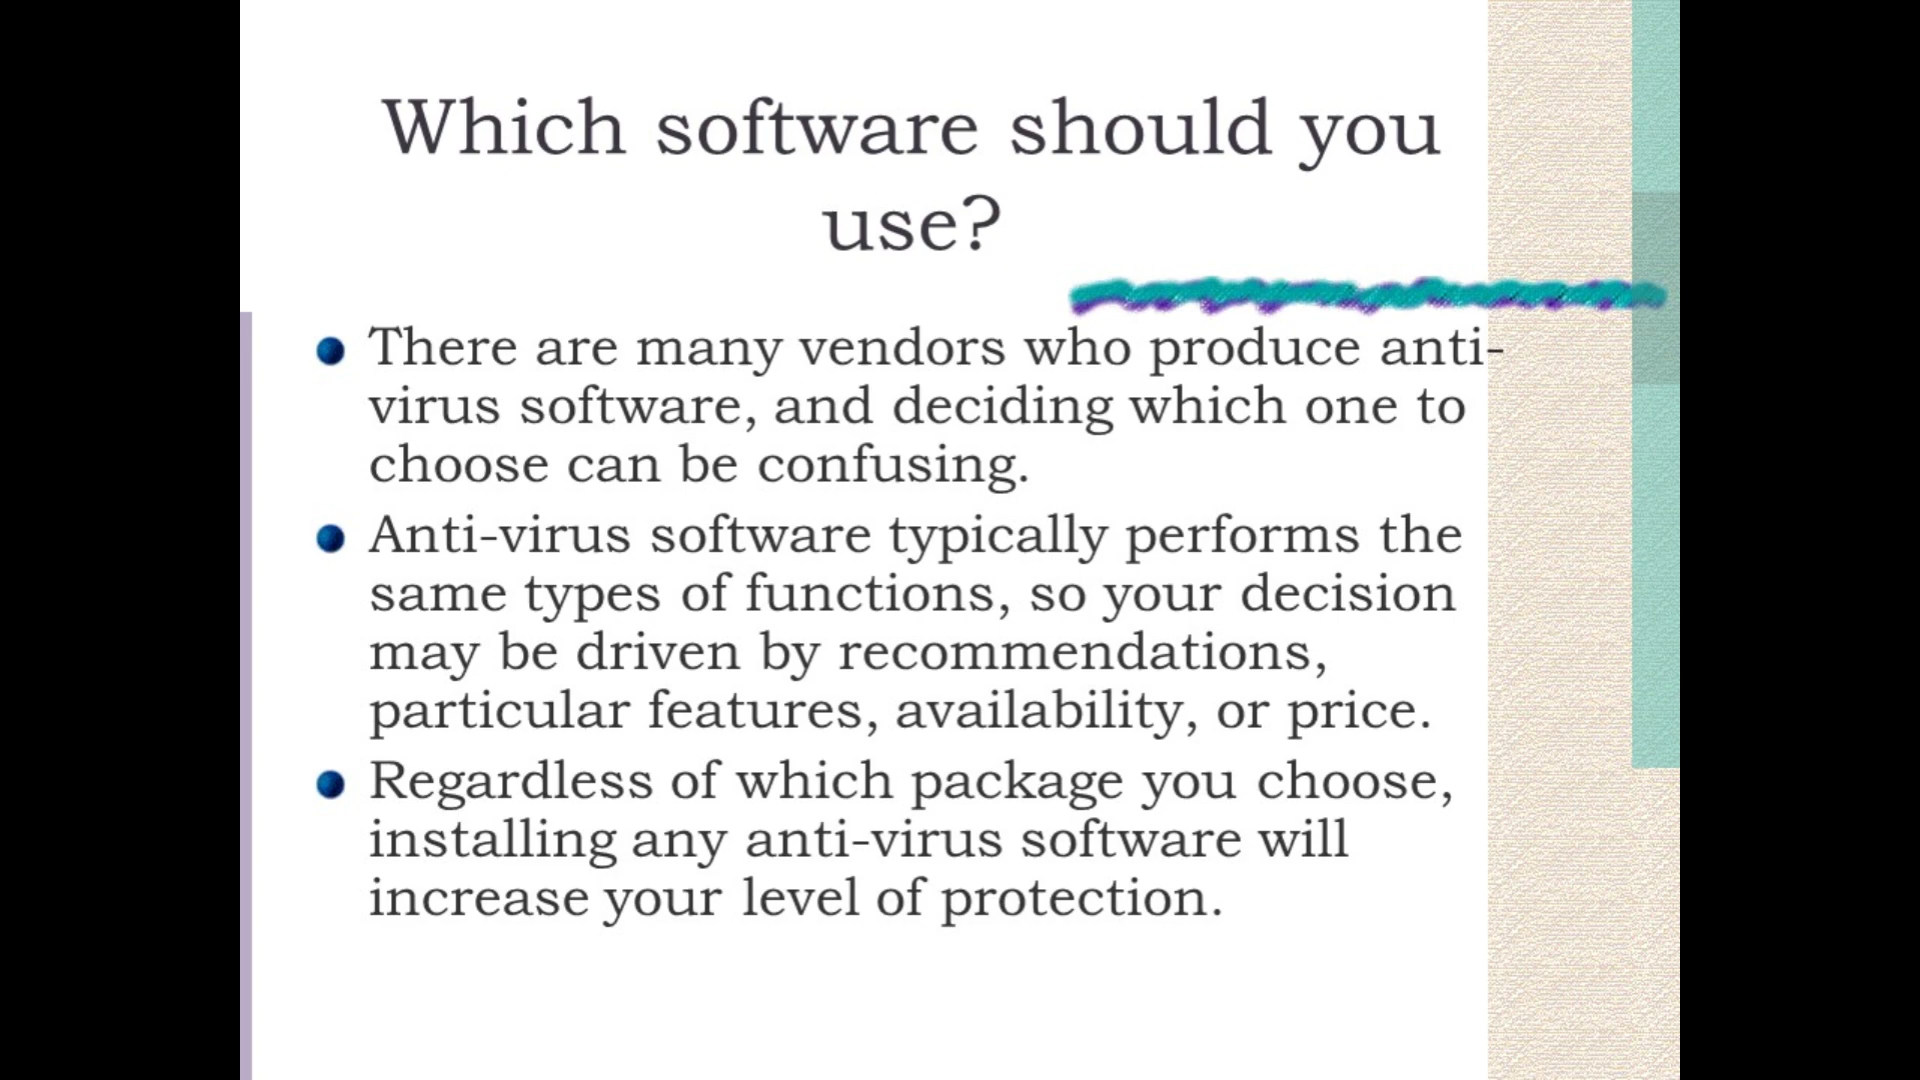 Which software should you
use?
There are many vendors who produce anti-
virus software, and deciding which one to
choose can be confusing.
Anti-virus software typically performs the
same types of functions, so your decision
may be driven by recommendations,
particular features, availability, or price.
Regardless of which package you choose,
installing any anti-virus software will
increase your level of protection.